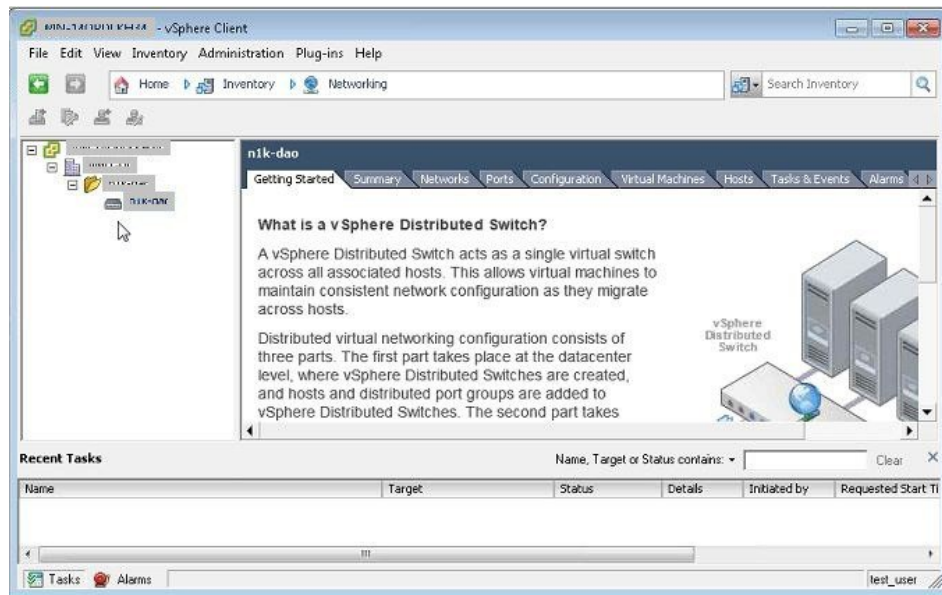 - vSphere Client
File Edit View Inventory Administration Plug-ins Help
Home Inventory Networking
Search Inventory
n1k-dao
Getting Started Summary Networks Ports Configuration Virtual Machines Hosts Tasks & Events Alarms
What is a vSphere Distributed Switch?
A vSphere Distributed Switch acts as a single virtual switch
across all associated hosts. This allows virtual machines to
maintain consistent network configuration as they migrate
across hosts.
Distributed virtual networking configuration consists of
three parts. The first part takes place at the datacenter
level, where vSphere Distributed Switches are created,
and hosts and distributed port groups are added to
vSphere Distributed Switches. The second part takes
vSphere
Distributed
Switch
Recent Tasks
Name, Target or Status contains:
Clear
Name Target Status Details Initiated by Requested Start Ti
Tasks Alarms
test_user